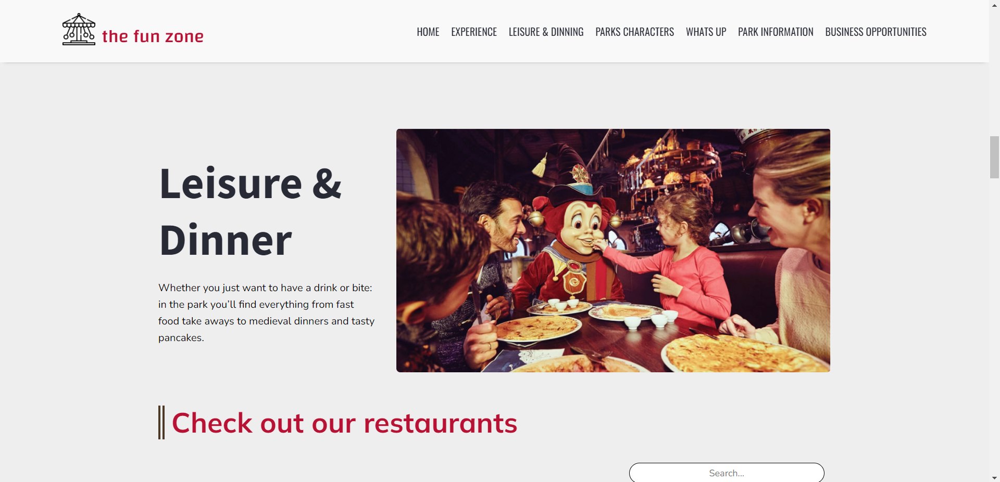 the fun zone
HOME EXPERIENCE LEISURE & DINNING PARKS CHARACTERS WHATS UP PARK INFORMATION BUSINESS OPPORTUNITIES
Leisure &
Dinner
Whether you just want to have a drink or bite:
in the park you’ll find everything from fast
food take aways to medieval dinners and tasty
pancakes.
Check out our restaurants
Search...